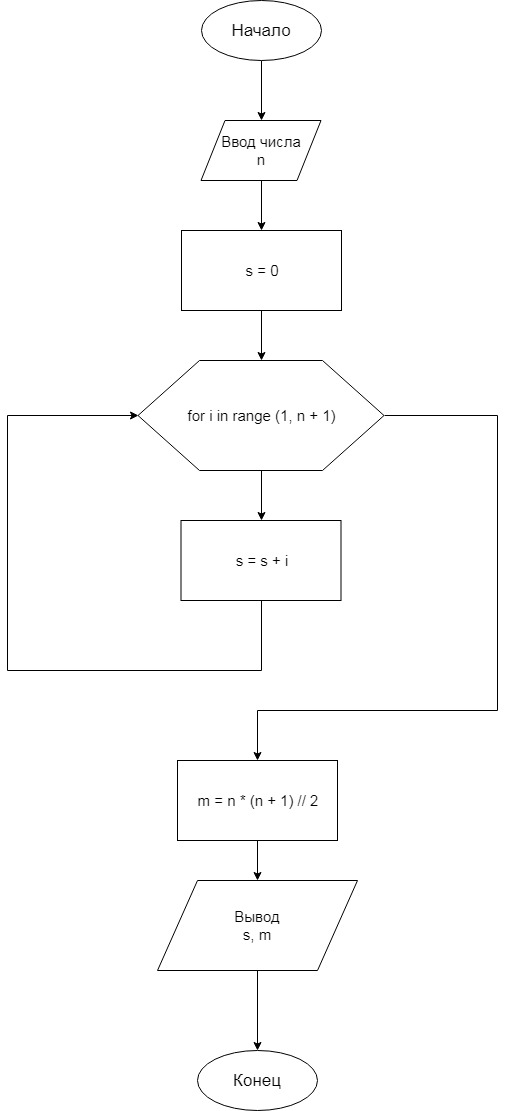 Начало
Ввод числа
n
s = 0
for i in range (1, n + 1)
s = s + i
m = n * (n + 1) // 2
Вывод
s, m
Конец